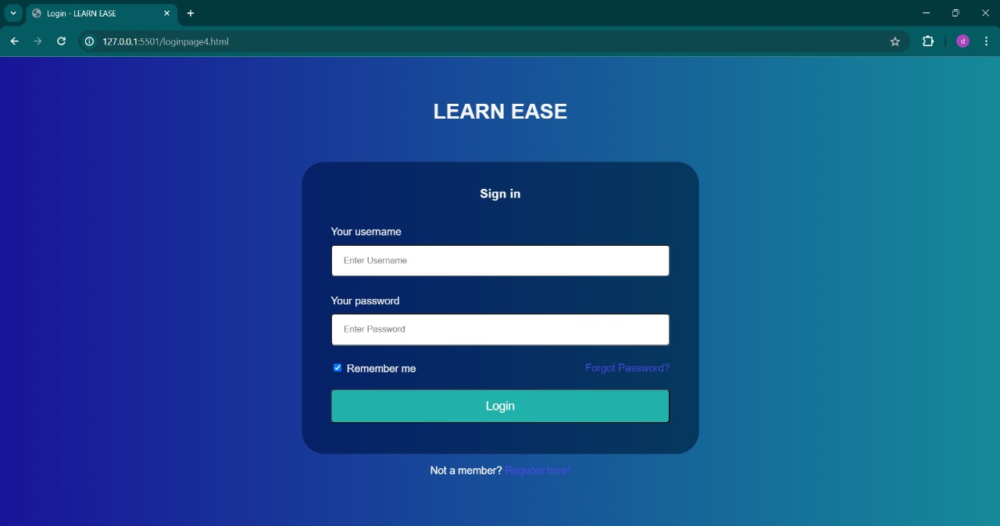 Login - LEARN EASE
127.0.0.1:5501/loginpage4.html
d
LEARN EASE
Sign in
Your username
Enter Username
Your password
Enter Password
Remember me Forgot Password?
Login
Not a member? Register here!